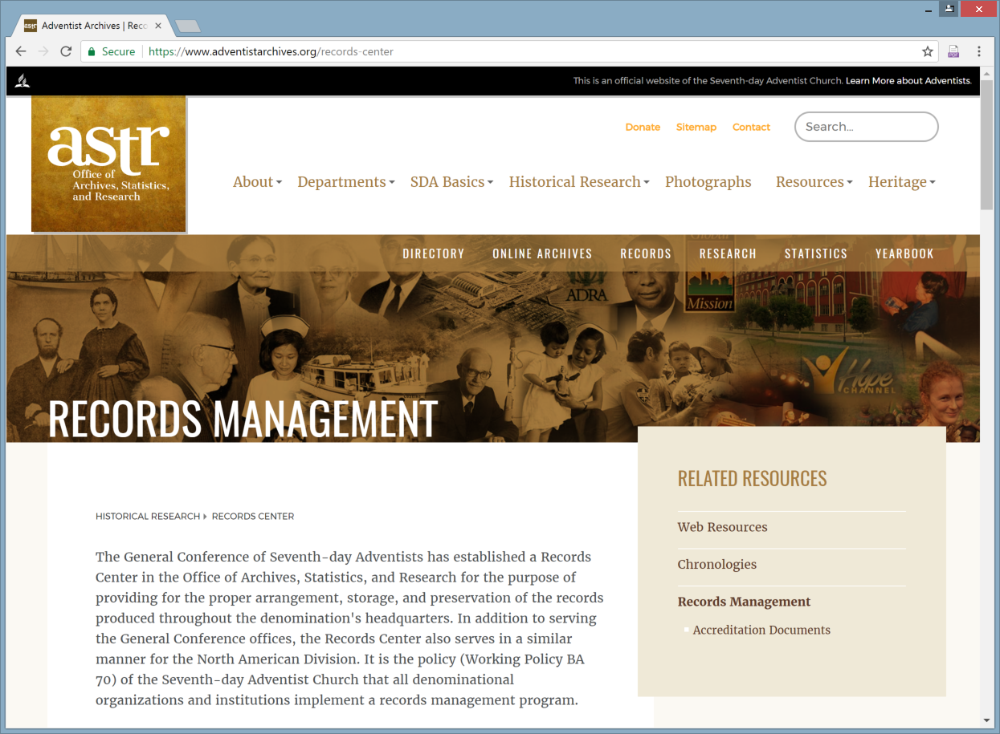 astr
Adventist Archives | Reco
Secure
https://www.adventistarchives.org/records-center
PDF
This is an official website of the Seventh-day Adventist Church. Learn More about Adventists.
astr
Office of
Archives, Statistics,
and Research
Donate
Sitemap
Contact
Search...
About
Departments
SDA Basics
Historical Research
Photographs
Resources
Heritage
DIRECTORY
ONLINE ARCHIVES
RECORDS
RESEARCH
STATISTICS
YEARBOOK
Global
Mission
ADRA
Hope
CHANNEL
RECORDS MANAGEMENT
HISTORICAL RESEARCH
RECORDS CENTER
The General Conference of Seventh-day Adventists has established a Records
Center in the Office of Archives, Statistics, and Research for the purpose of
providing for the proper arrangement, storage, and preservation of the records
produced throughout the denomination's headquarters. In addition to serving
the General Conference offices, the Records Center also serves in a similar
manner for the North American Division. It is the policy (Working Policy BA
70) of the Seventh-day Adventist Church that all denominational
organizations and institutions implement a records management program.
RELATED RESOURCES
Web Resources
Chronologies
Records Management
Accreditation Documents